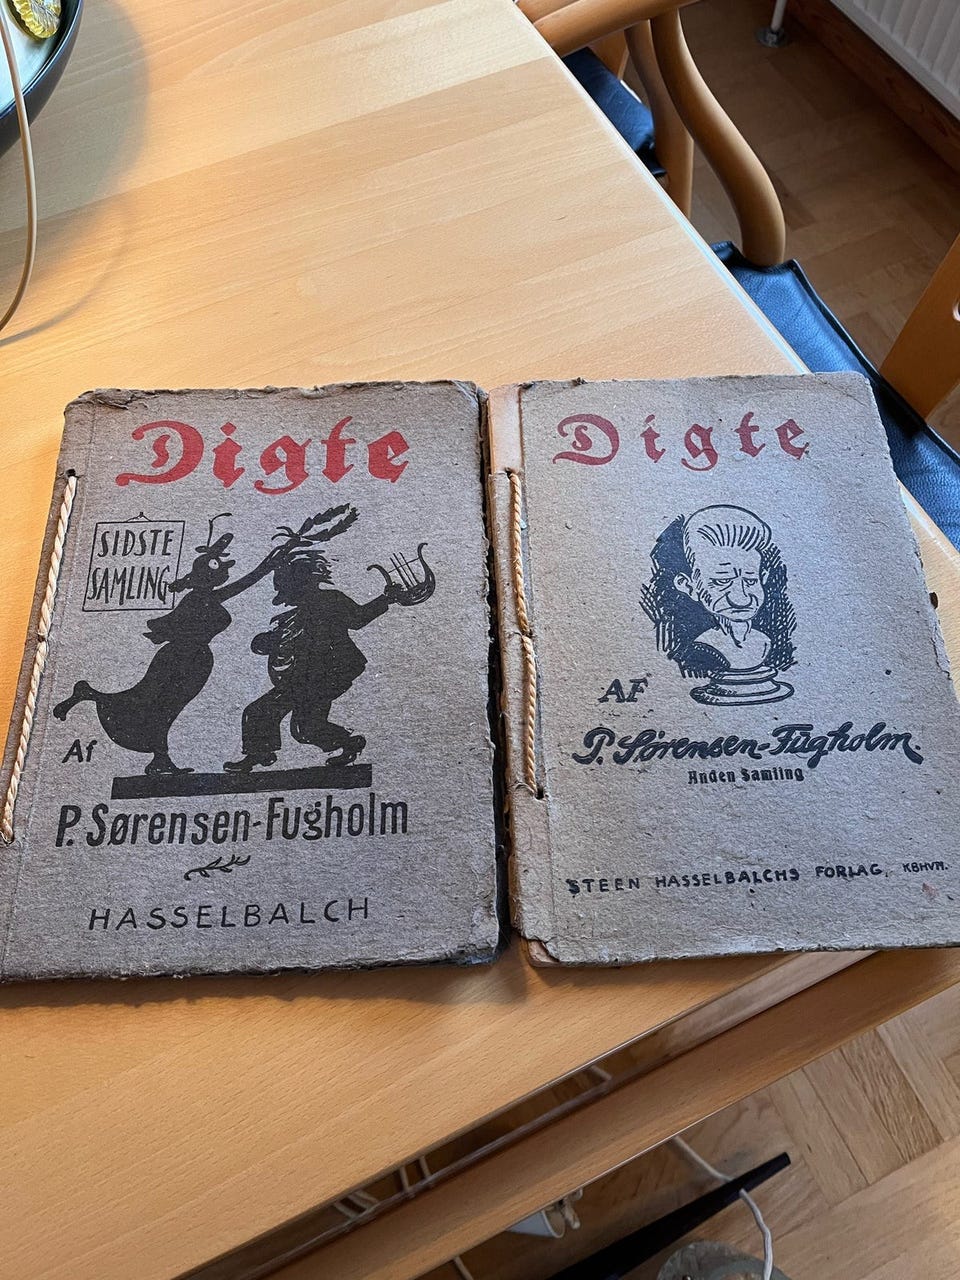 Digte
SIDSTE
SAMLING
Af
P. Sørensen-Fugholm
HASSELBALCH
Digte
AF
P. Sørensen-Fugholm.
Anden Samling
STEEN HASSELBALCHS FORLAG, KBHVN.